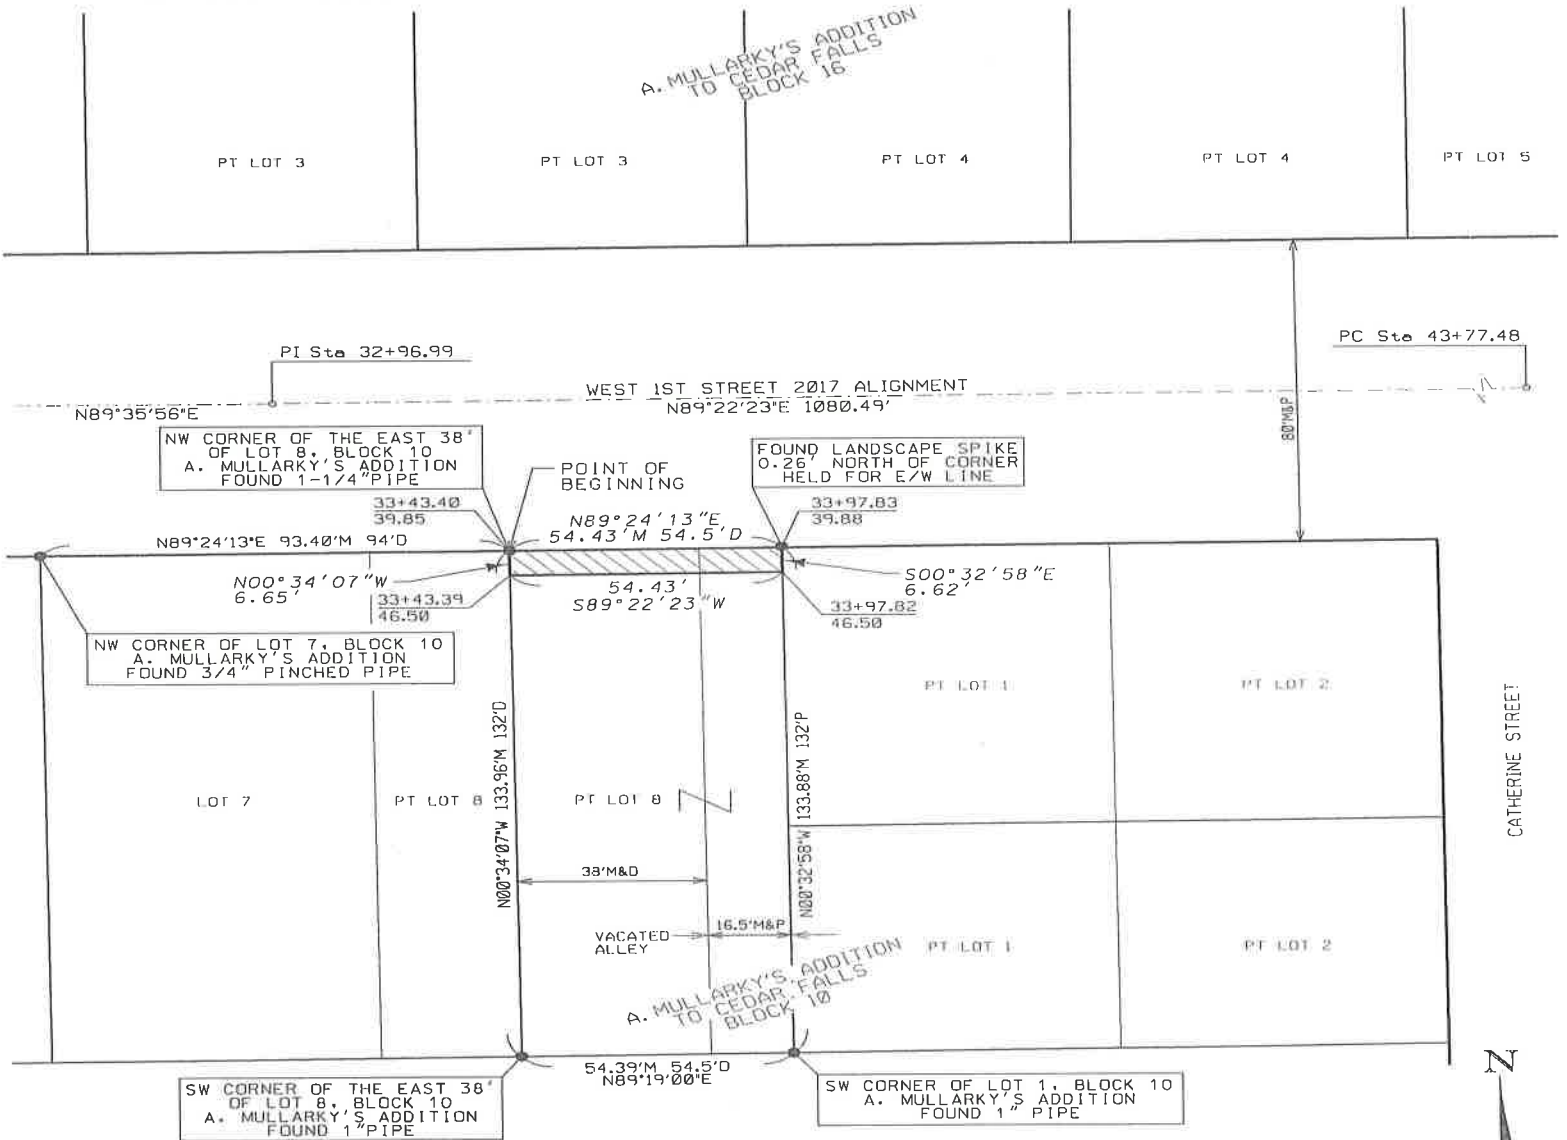 A. MULLARKY'S ADDITION
TO CEDAR FALLS
BLOCK 16
PT LOT 3
PT LOT 3
PT LOT 4
PT LOT 4
PT LOT 5
PI Sta 32+96.99
PC Sta 43+77.48
WEST 1ST STREET 2017 ALIGNMENT
N89°35'56"E
N89°22'23"E 1080.49'
80'M&P
NW CORNER OF THE EAST 38'
OF LOT 8, BLOCK 10
A. MULLARKY'S ADDITION
FOUND 1-1/4"PIPE
POINT OF
BEGINNING
FOUND LANDSCAPE SPIKE
0.26' NORTH OF CORNER
HELD FOR E/W LINE
33+43.40
39.85
33+97.83
39.88
N89°24'13"E
54.43'M 54.5'D
N89°24'13"E 93.40'M 94'D
N00°34'07"W
6.65'
33+43.39
46.50
54.43'
S89°22'23"W
S00°32'58"E
6.62'
33+97.82
46.50
NW CORNER OF LOT 7, BLOCK 10
A. MULLARKY'S ADDITION
FOUND 3/4" PINCHED PIPE
PT LOT 1
PT LOT 2
CATHERINE STREET
N00°34'07"W 133.96'M 132'D
N00°32'58"W 133.88'M 132'P
LOT 7
PT LOT 8
PT LOT 8
38'M&D
16.5'M&P
VACATED
ALLEY
PT LOT 1
PT LOT 2
A. MULLARKY'S ADDITION
TO CEDAR FALLS
BLOCK 10
54.39'M 54.5'D
N89°19'00"E
SW CORNER OF THE EAST 38'
OF LOT 8, BLOCK 10
A. MULLARKY'S ADDITION
FOUND 1"PIPE
SW CORNER OF LOT 1, BLOCK 10
A. MULLARKY'S ADDITION
FOUND 1" PIPE
N